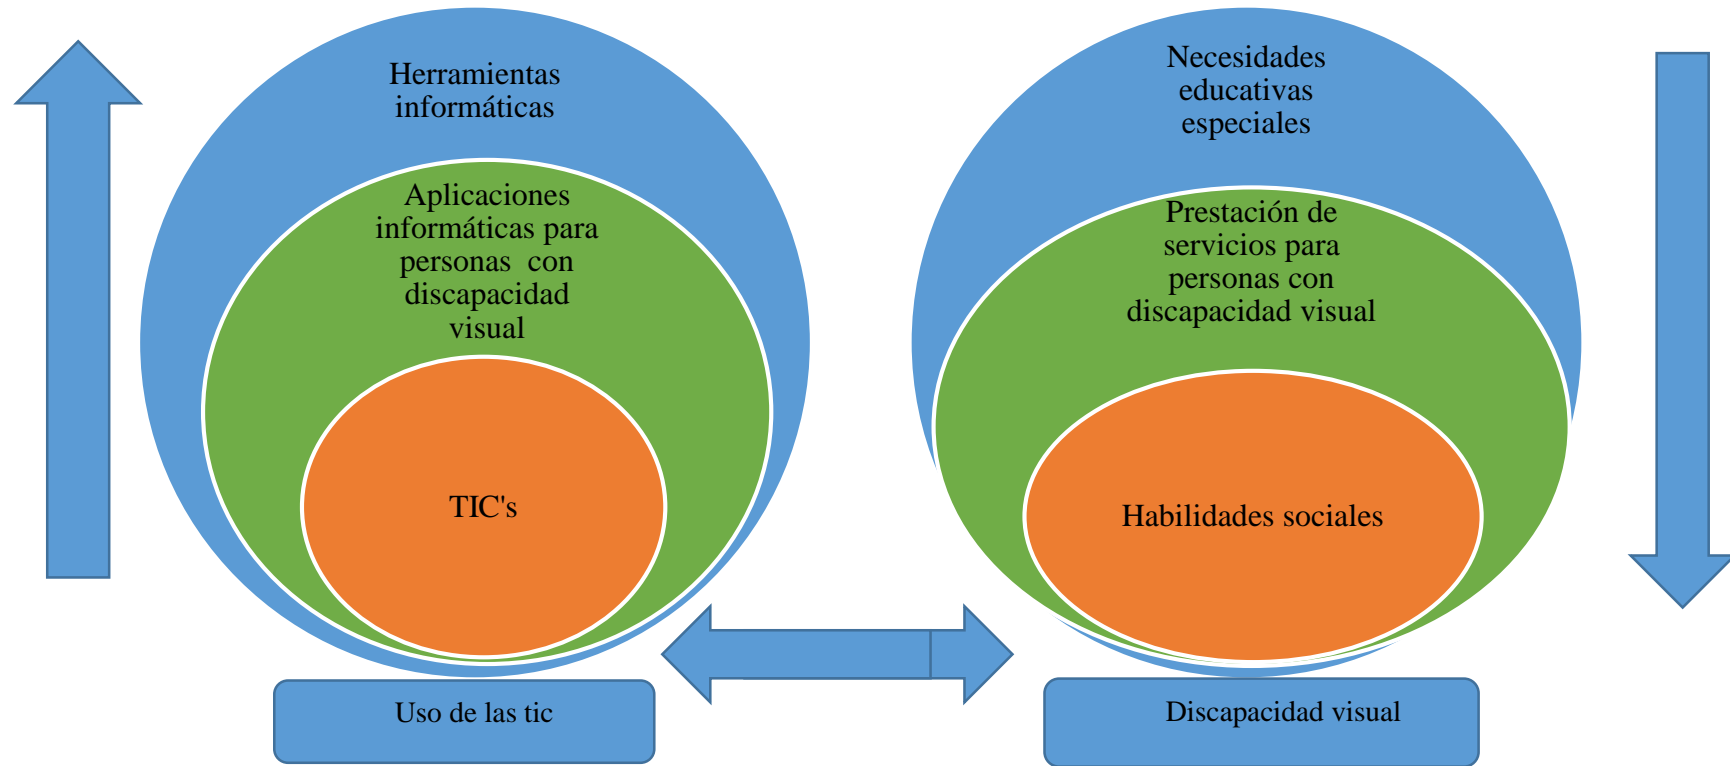 Herramientas
informáticas
Aplicaciones
informáticas para
personas  con
discapacidad
visual
TIC's
Uso de las tic
Necesidades
educativas
especiales
Prestación de
servicios para
personas con
discapacidad visual
Habilidades sociales
Discapacidad visual